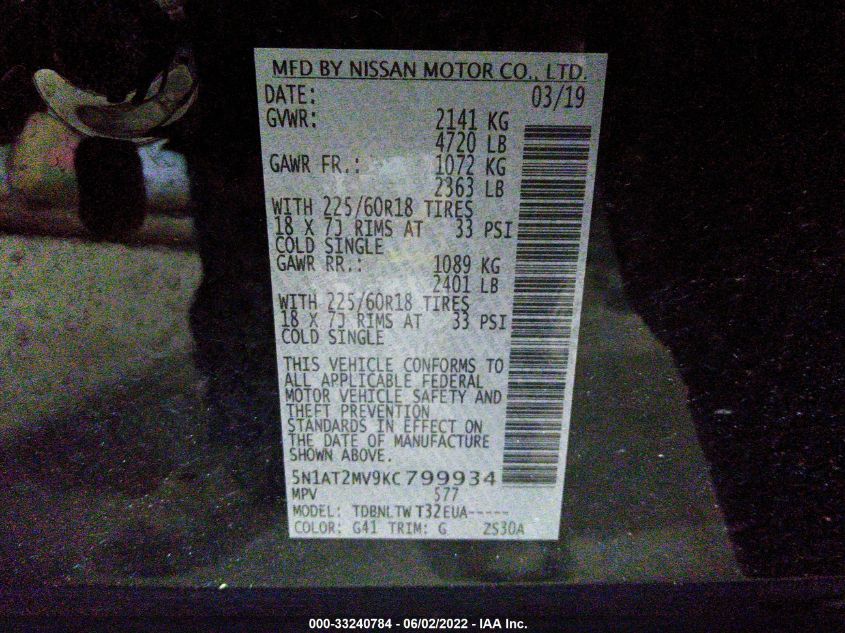 MFD BY NISSAN MOTOR CO., LTD.
DATE: 03/19
GVWR: 2141 KG
4720 LB
GAWR FR.: 1072 KG
2363 LB
WITH 225/60R18 TIRES
18 X 7J RIMS AT 33 PSI
COLD SINGLE
GAWR RR.: 1089 KG
2401 LB
WITH 225/60R18 TIRES
18 X 7J RIMS AT 33 PSI
COLD SINGLE
THIS VEHICLE CONFORMS TO
ALL APPLICABLE FEDERAL
MOTOR VEHICLE SAFETY AND
THEFT PREVENTION
STANDARDS IN EFFECT ON
THE DATE OF MANUFACTURE
SHOWN ABOVE.
5N1AT2MV9KC799934
MPV 577
MODEL: TDBNLTW T32EUA-----
COLOR: G41 TRIM: G ZS30A
000-33240784 - 06/02/2022 - IAA Inc.